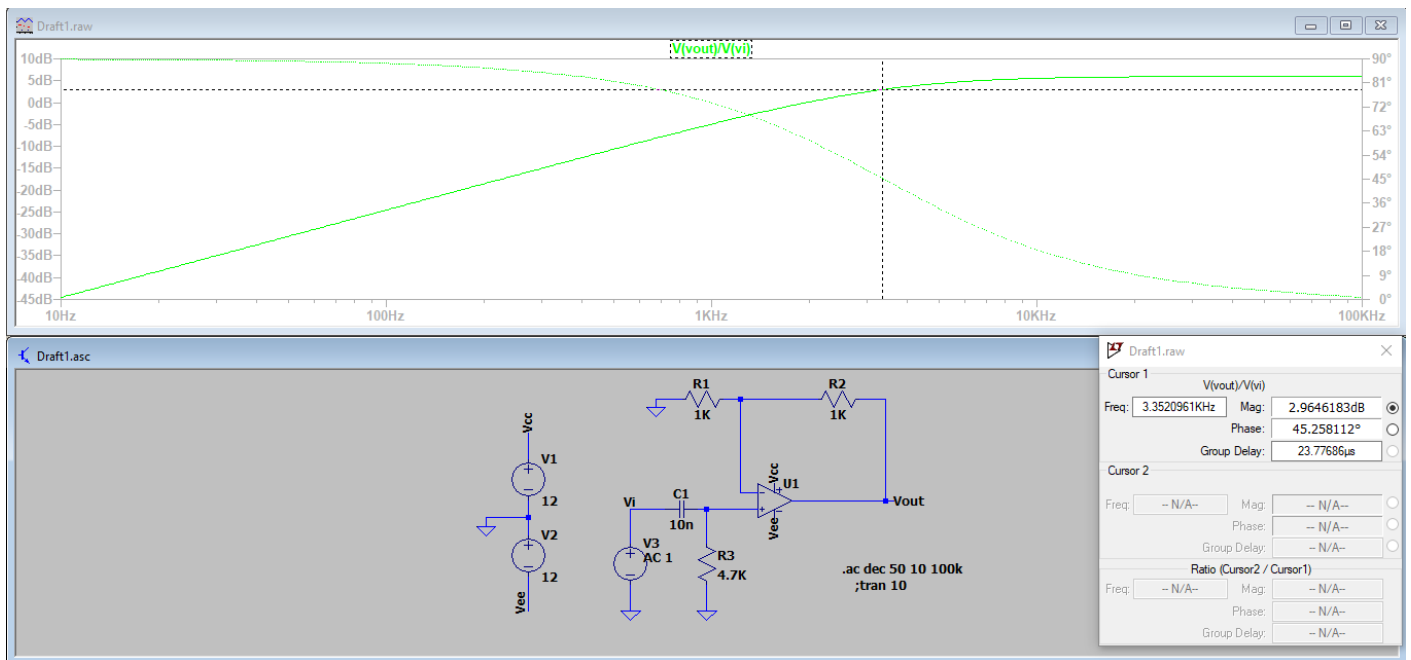 Draft1.raw
V(vout)/V(vi)
10dB
5dB
0dB
-5dB
-10dB
-15dB
-20dB
-25dB
-30dB
-35dB
-40dB
-45dB
90°
81°
72°
63°
54°
45°
36°
27°
18°
9°
0°
10Hz 100Hz 1KHz 10KHz 100KHz
Draft1.asc
Vcc
V1
12
V2
12
Vee
R1
1K
R2
1K
Vcc
U1
Vee
Vout
Vi
C1
10n
V3
AC 1
R3
4.7K
.ac dec 50 10 100k
;tran 10
Draft1.raw
Cursor 1
V(vout)/V(vi)
Freq: 3.3520961KHz Mag: 2.9646183dB
Phase: 45.258112°
Group Delay: 23.77686µs
Cursor 2
Freq: -- N/A-- Mag: -- N/A--
Phase: -- N/A--
Group Delay: -- N/A--
Ratio (Cursor2 / Cursor1)
Freq: -- N/A-- Mag: -- N/A--
Phase: -- N/A--
Group Delay: -- N/A--